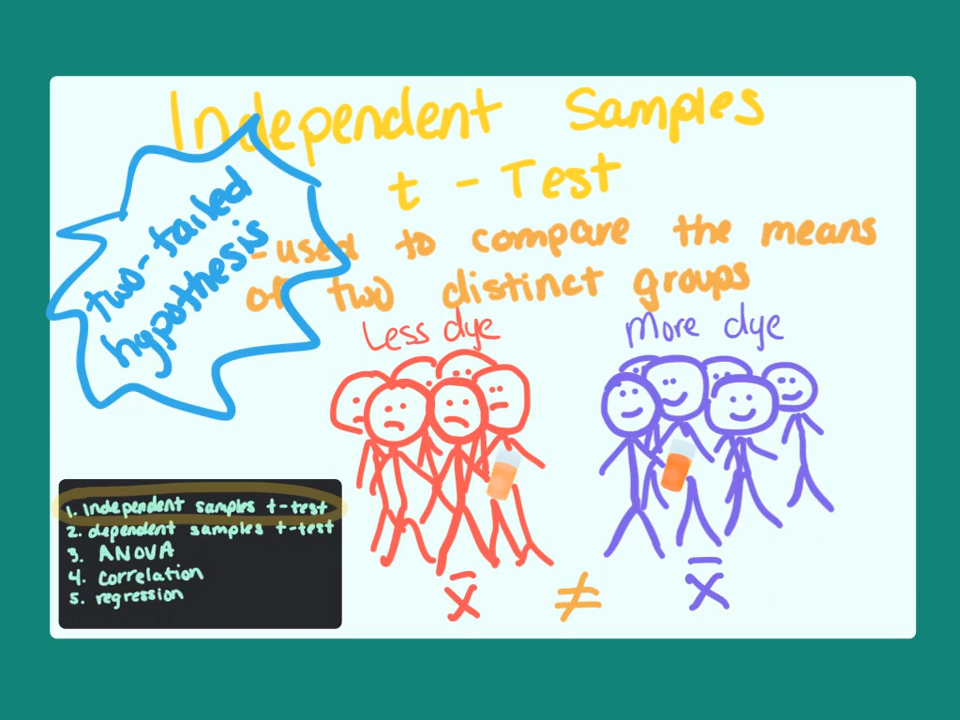 Independent Samples
t - Test
- used to compare the means
of two distinct groups
two-tailed
hypothesis
Less dye
More dye
1. Independent samples t-test
2. dependent samples t-test
3. ANOVA
4. correlation
5. regression
x̄ ≠ x̄